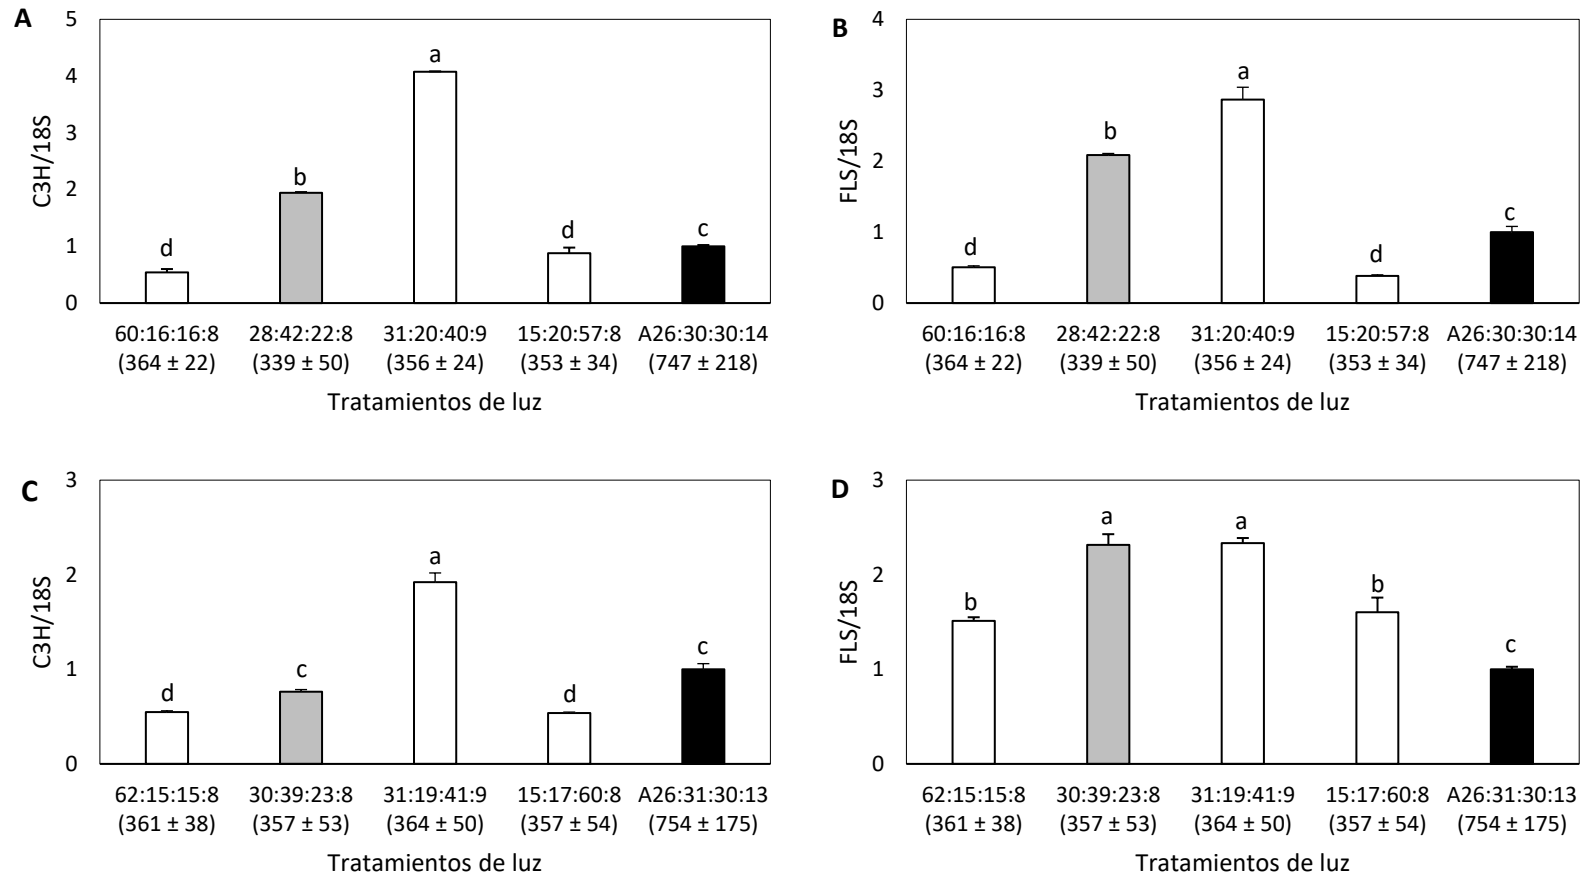 A
5
4
3
2
1
0
C3H/18S
d
b
a
d
c
60:16:16:8 28:42:22:8 31:20:40:9 15:20:57:8 A26:30:30:14
(364 ± 22) (339 ± 50) (356 ± 24) (353 ± 34) (747 ± 218)
Tratamientos de luz
B
4
3
2
1
0
FLS/18S
d
b
a
d
c
60:16:16:8 28:42:22:8 31:20:40:9 15:20:57:8 A26:30:30:14
(364 ± 22) (339 ± 50) (356 ± 24) (353 ± 34) (747 ± 218)
Tratamientos de luz
C
3
2
1
0
C3H/18S
d
c
a
d
c
62:15:15:8 30:39:23:8 31:19:41:9 15:17:60:8 A26:31:30:13
(361 ± 38) (357 ± 53) (364 ± 50) (357 ± 54) (754 ± 175)
Tratamientos de luz
D
3
2
1
0
FLS/18S
b
a
a
b
c
62:15:15:8 30:39:23:8 31:19:41:9 15:17:60:8 A26:31:30:13
(361 ± 38) (357 ± 53) (364 ± 50) (357 ± 54) (754 ± 175)
Tratamientos de luz